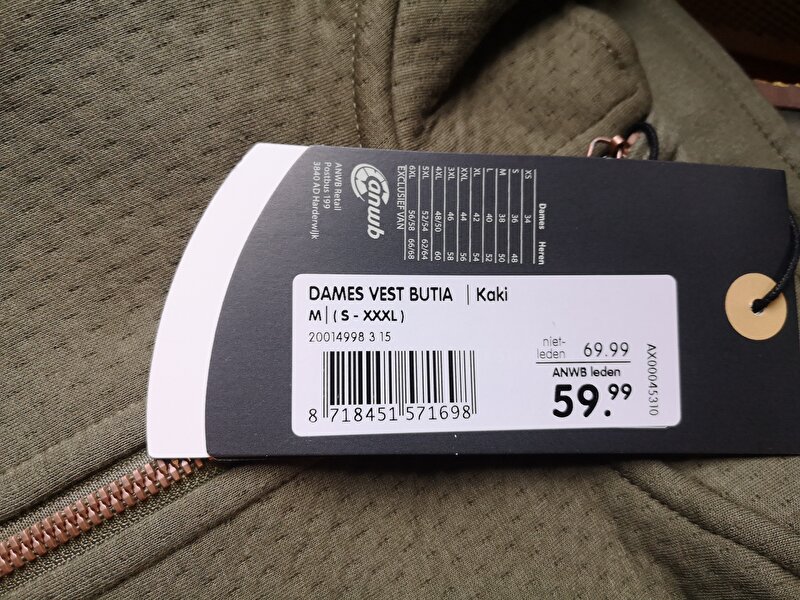 DAMES VEST BUTIA | Kaki
M | ( S - XXXL )
20014998 3 15
8 718451 571698
niet-
leden 69.99
ANWB leden
59.99
AX00045310
Dames Heren
XS 34
S 36 48
M 38 50
L 40 52
XL 42 54
XXL 44 56
3XL 46 58
4XL 48/50 60
5XL 52/54 62/64
6XL 56/58 66/68
EXCLUSIEF VAN
anwb
ANWB Retail
Postbus 199
3840 AD Harderwijk